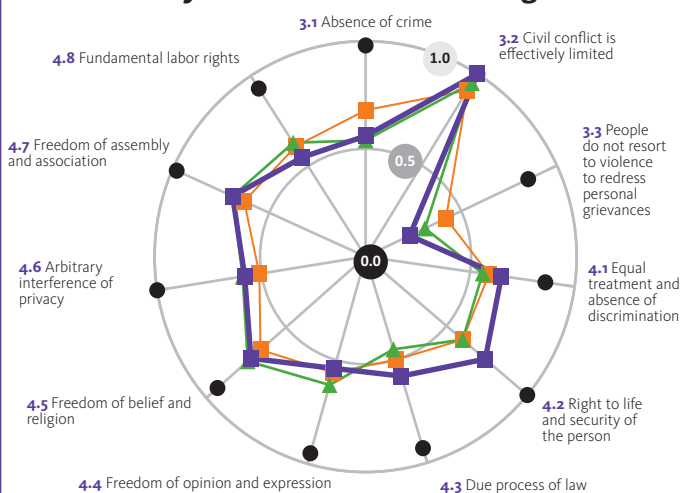 3.1 Absence of crime
3.2 Civil conflict is
effectively limited
1.0
4.8 Fundamental labor rights
3.3 People
do not resort
to violence
to redress
personal
grievances
4.7 Freedom of assembly
and association
0.5
0.0
4.6 Arbitrary
interference of
privacy
4.1 Equal
treatment and
absence of
discrimination
4.5 Freedom of belief and
religion
4.2 Right to life
and security of
the person
4.4 Freedom of opinion and expression
4.3 Due process of law